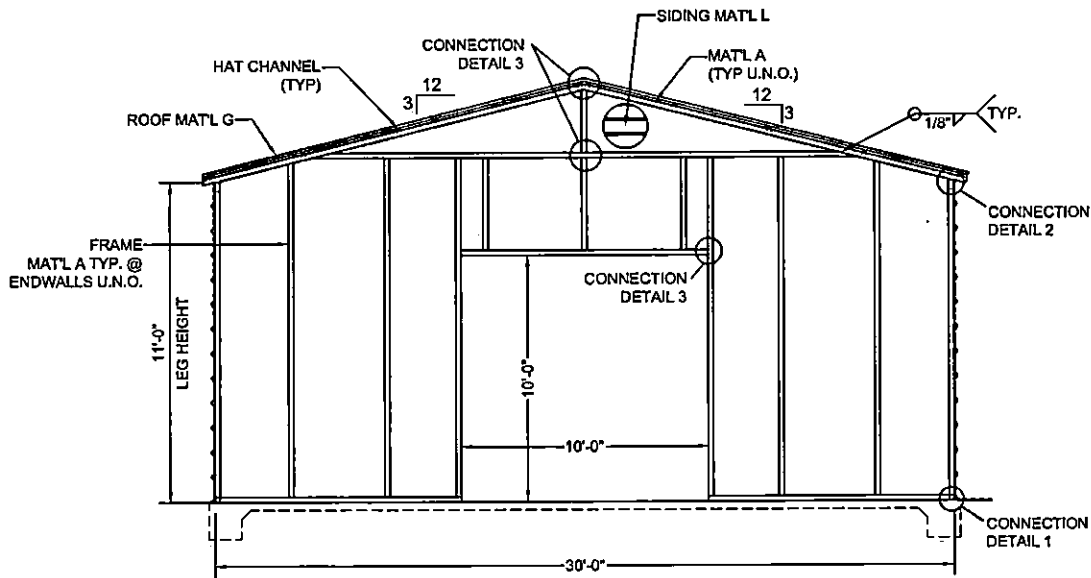 SIDING MAT'L L
CONNECTION
DETAIL 3
MAT'L A
(TYP U.N.O.)
HAT CHANNEL
(TYP)
12
3
12
3
ROOF MAT'L G
1/8"
TYP.
CONNECTION
DETAIL 2
FRAME
MAT'L A TYP. @
ENDWALLS U.N.O.
CONNECTION
DETAIL 3
11'-0"
LEG HEIGHT
10'-0"
10'-0"
CONNECTION
DETAIL 1
30'-0"